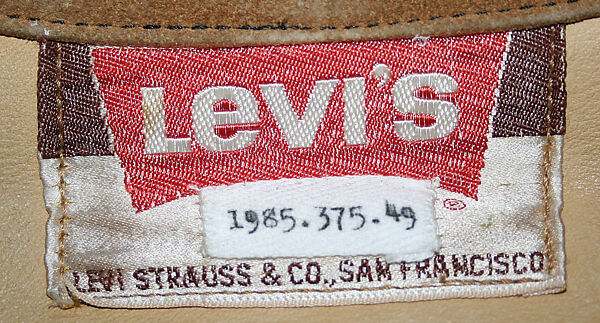 Levi's
1985.375.49
®
LEVI STRAUSS & CO., SAN FRANCISCO